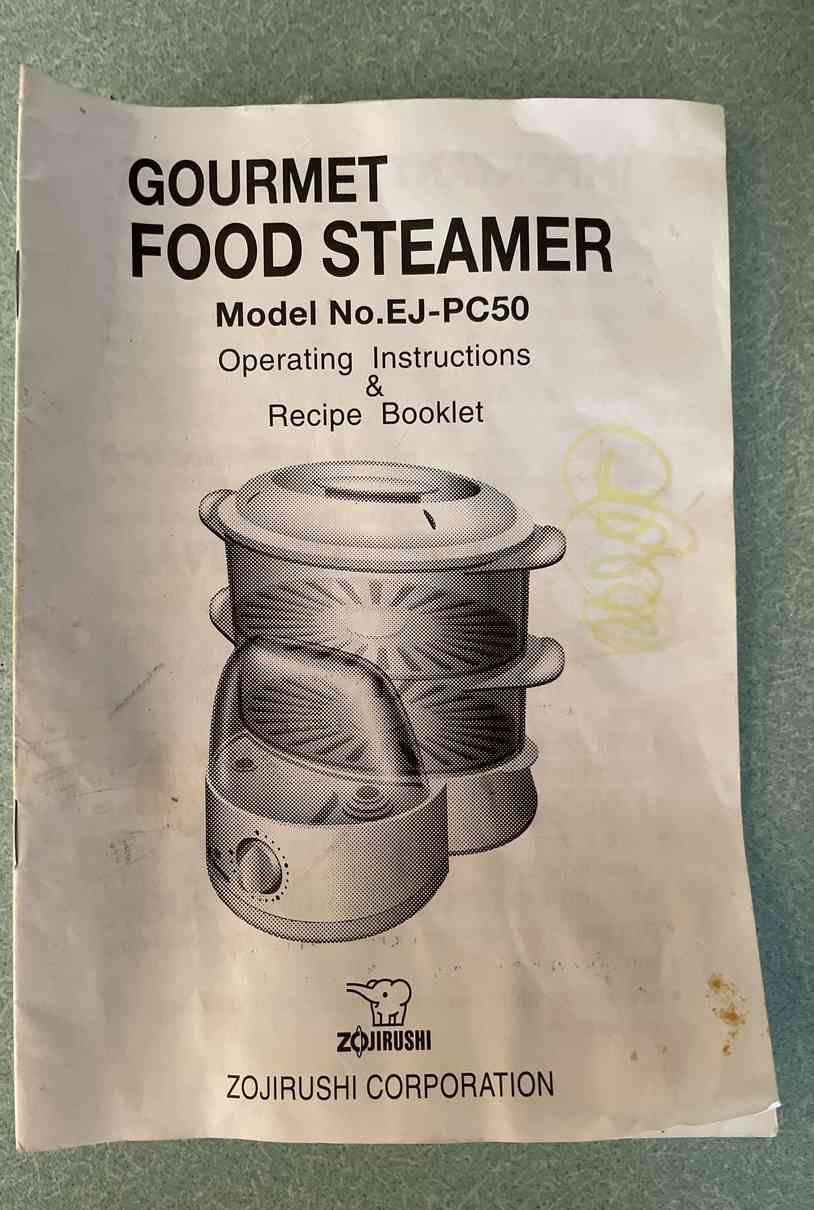 GOURMET
FOOD STEAMER
Model No.EJ-PC50
Operating Instructions
&
Recipe Booklet
ZOJIRUSHI
ZOJIRUSHI CORPORATION